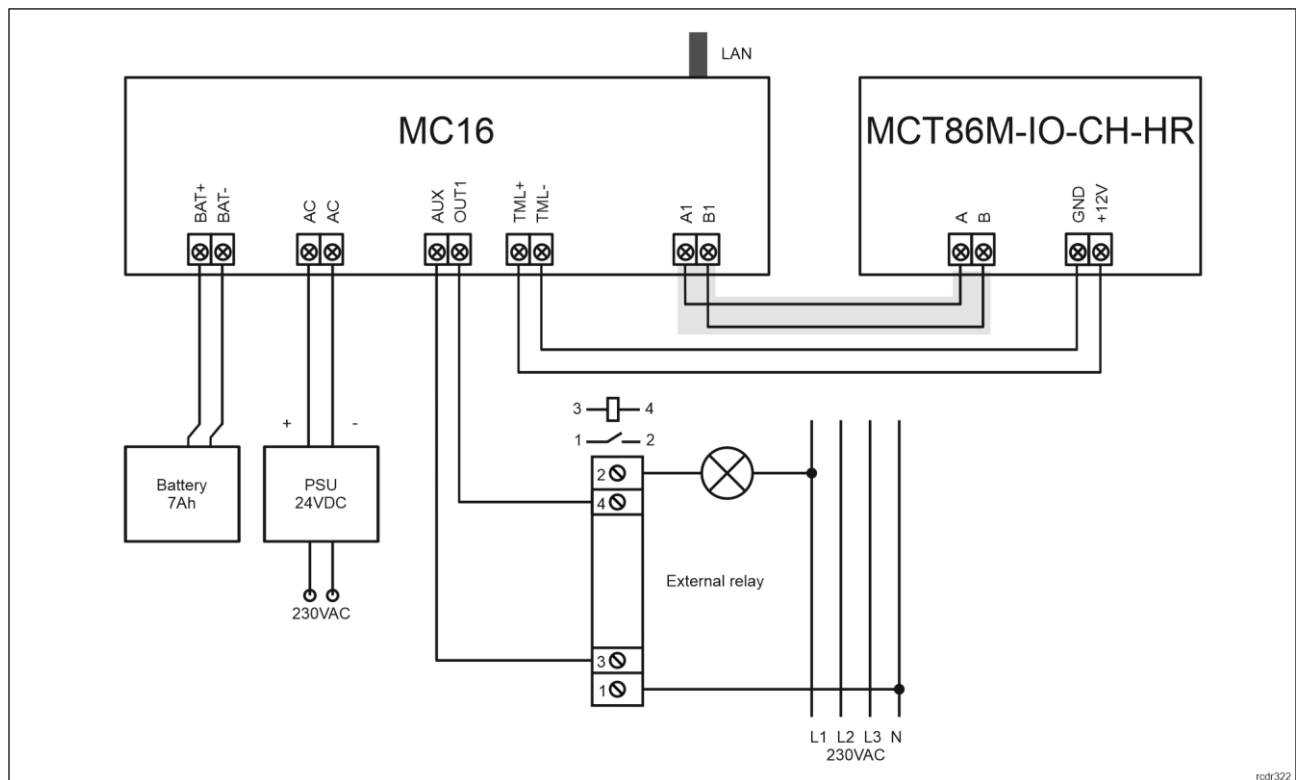 LAN
MC16
MCT86M-IO-CH-HR
BAT+ BAT- AC AC AUX OUT1 TML+ TML- A1 B1
A B GND +12V
3 4
1 2
+ -
Battery
7Ah
PSU
24VDC
2
4
External relay
230VAC
3
1
L1 L2 L3 N
230VAC
rcdr322